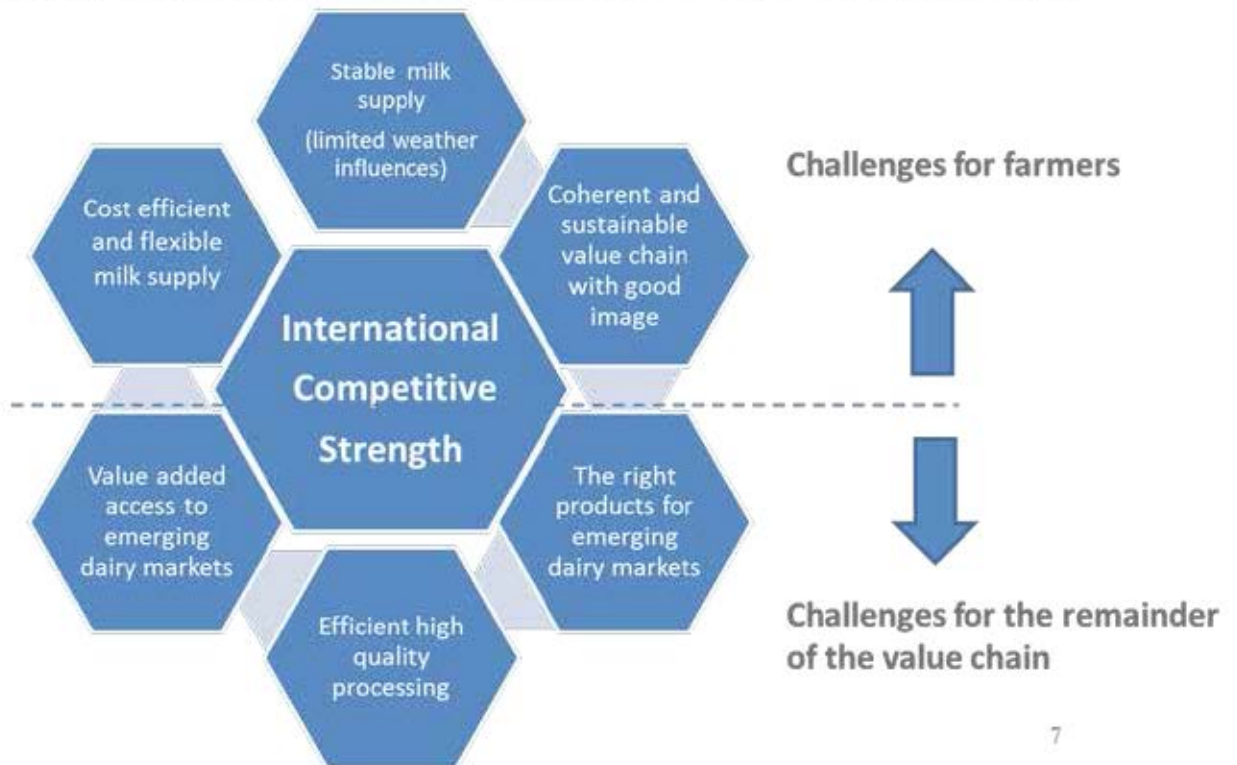 Stable milk
supply
(limited weather
influences)
Challenges for farmers
Cost efficient
and flexible
milk supply
Coherent and
sustainable
value chain
with good
image
International
Competitive
Strength
Value added
access to
emerging
dairy markets
The right
products for
emerging
dairy markets
Efficient high
quality
processing
Challenges for the remainder
of the value chain
7